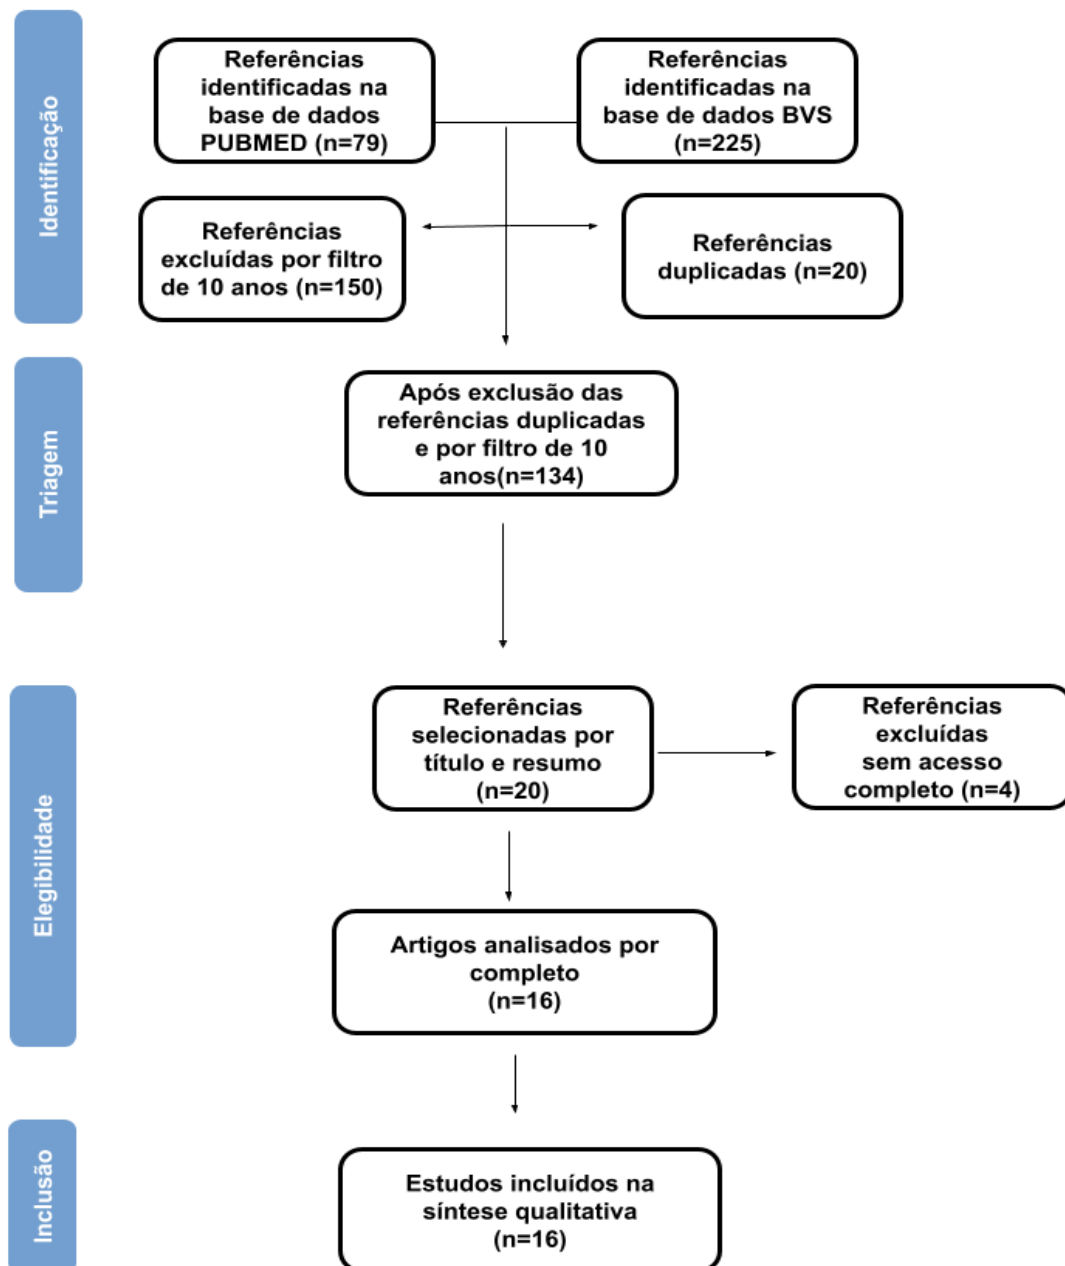 Identificação
Referências
identificadas na
base de dados
PUBMED (n=79)
Referências
identificadas na
base de dados BVS
(n=225)
Referências
excluídas por filtro
de 10 anos (n=150)
Referências
duplicadas (n=20)
Triagem
Após exclusão das
referências duplicadas
e por filtro de 10
anos(n=134)
Elegibilidade
Referências
selecionadas por
título e resumo
(n=20)
Referências
excluídas
sem acesso
completo (n=4)
Artigos analisados por
completo
(n=16)
Inclusão
Estudos incluídos na
síntese qualitativa
(n=16)